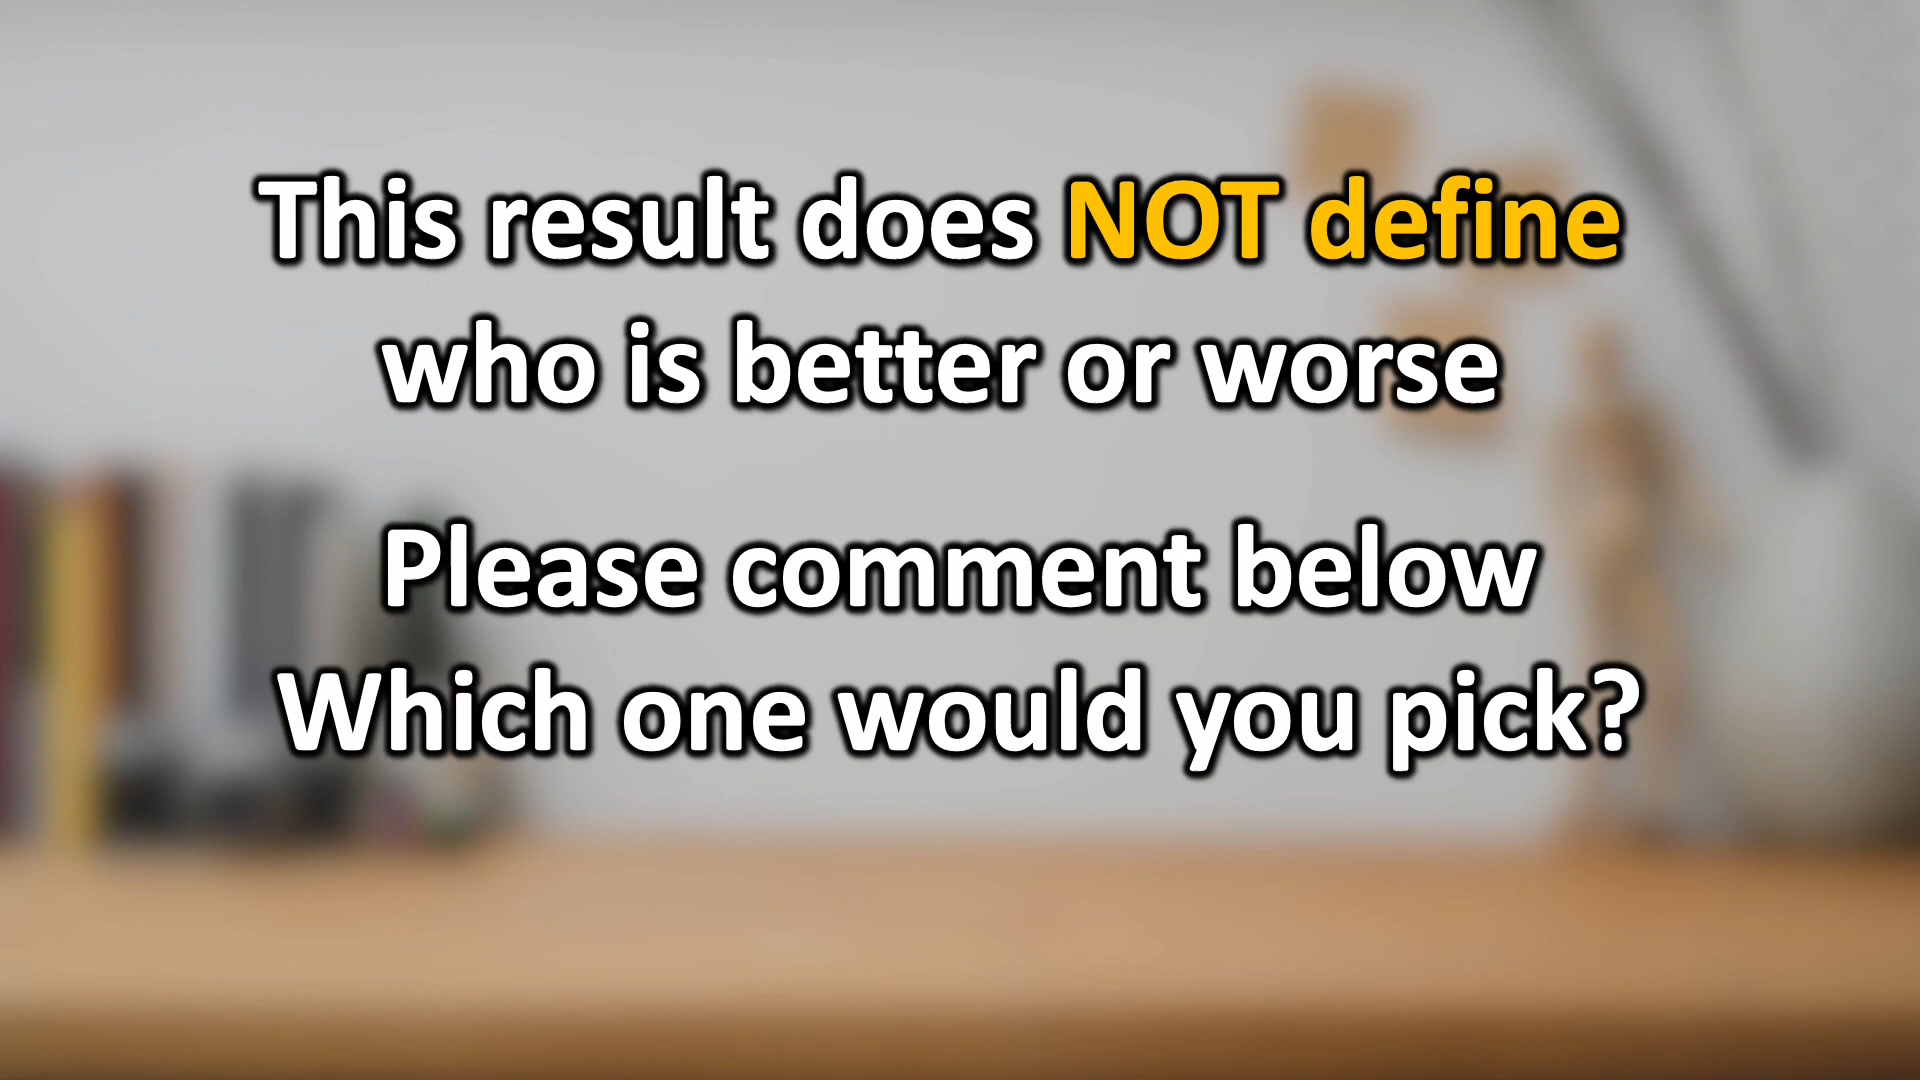 This result does NOT define
who is better or worse
Please comment below
Which one would you pick?